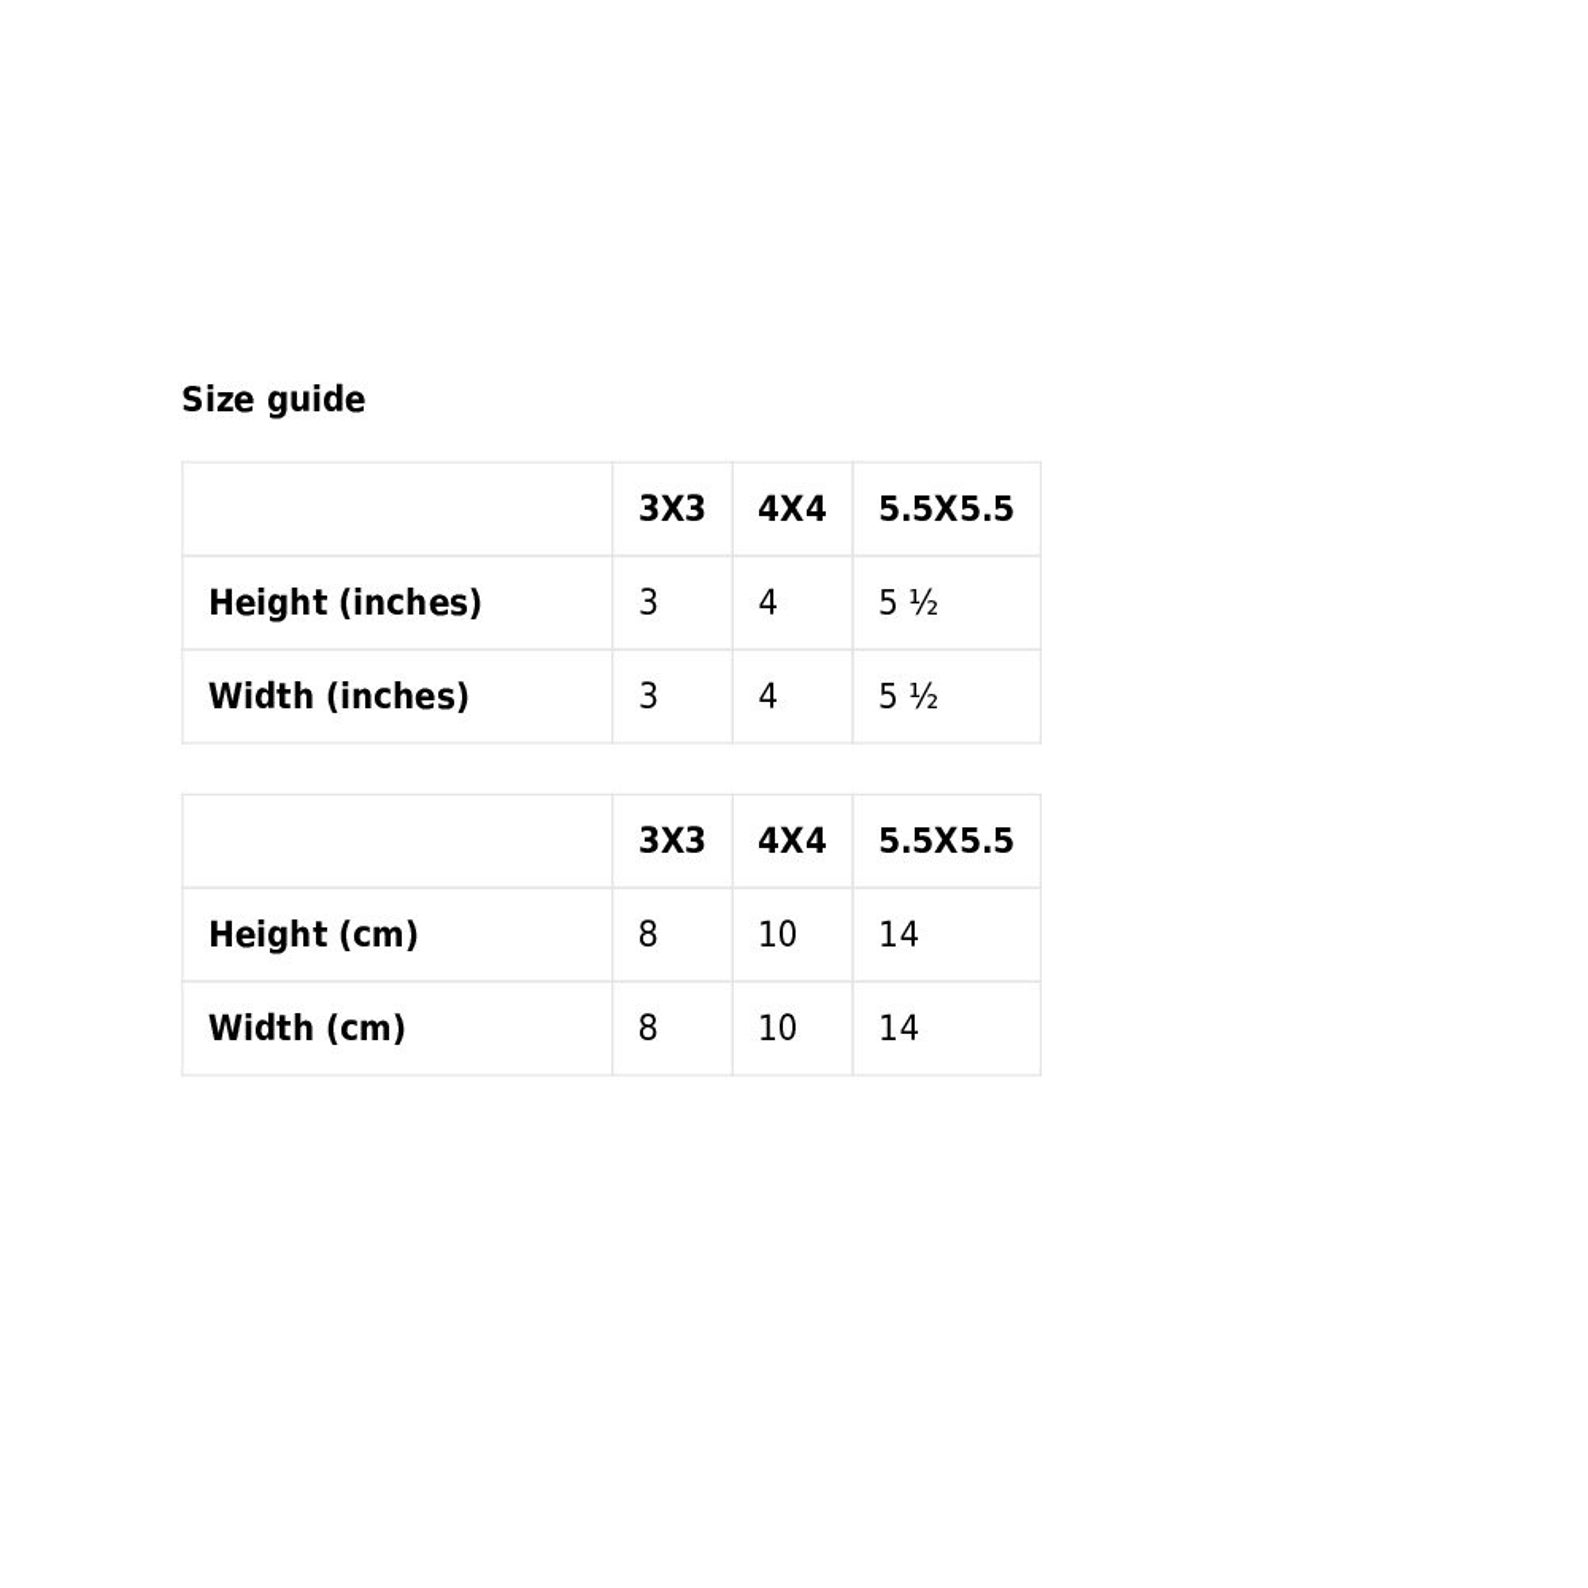 Size guide
3X3 4X4 5.5X5.5
Height (inches) 3 4 5 ½
Width (inches) 3 4 5 ½
3X3 4X4 5.5X5.5
Height (cm) 8 10 14
Width (cm) 8 10 14